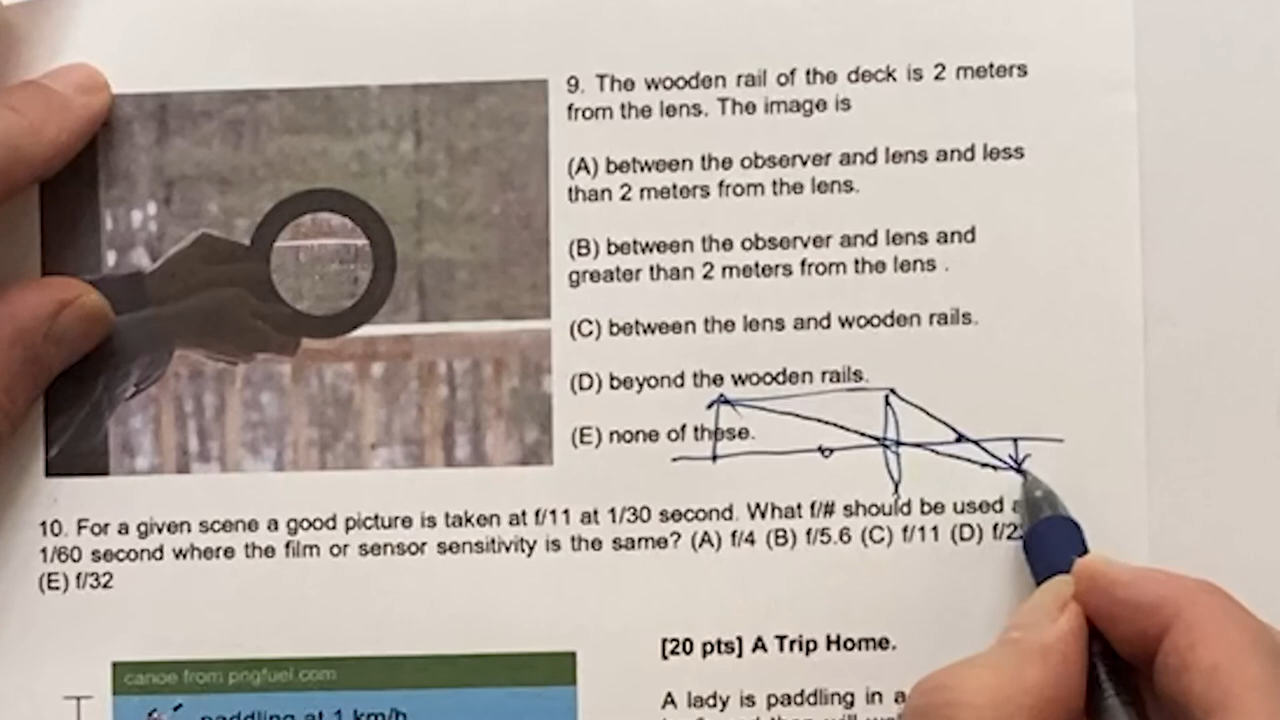 9. The wooden rail of the deck is 2 meters
from the lens. The image is
(A) between the observer and lens and less
than 2 meters from the lens.
(B) between the observer and lens and
greater than 2 meters from the lens .
(C) between the lens and wooden rails.
(D) beyond the wooden rails.
(E) none of these.
10. For a given scene a good picture is taken at f/11 at 1/30 second. What f/# should be used
1/60 second where the film or sensor sensitivity is the same? (A) f/4 (B) f/5.6 (C) f/11 (D)
(E) f/32
canoe from pngfuel.com
paddling at 1 km/h
[20 pts] A Trip Home.
A lady is paddling in a